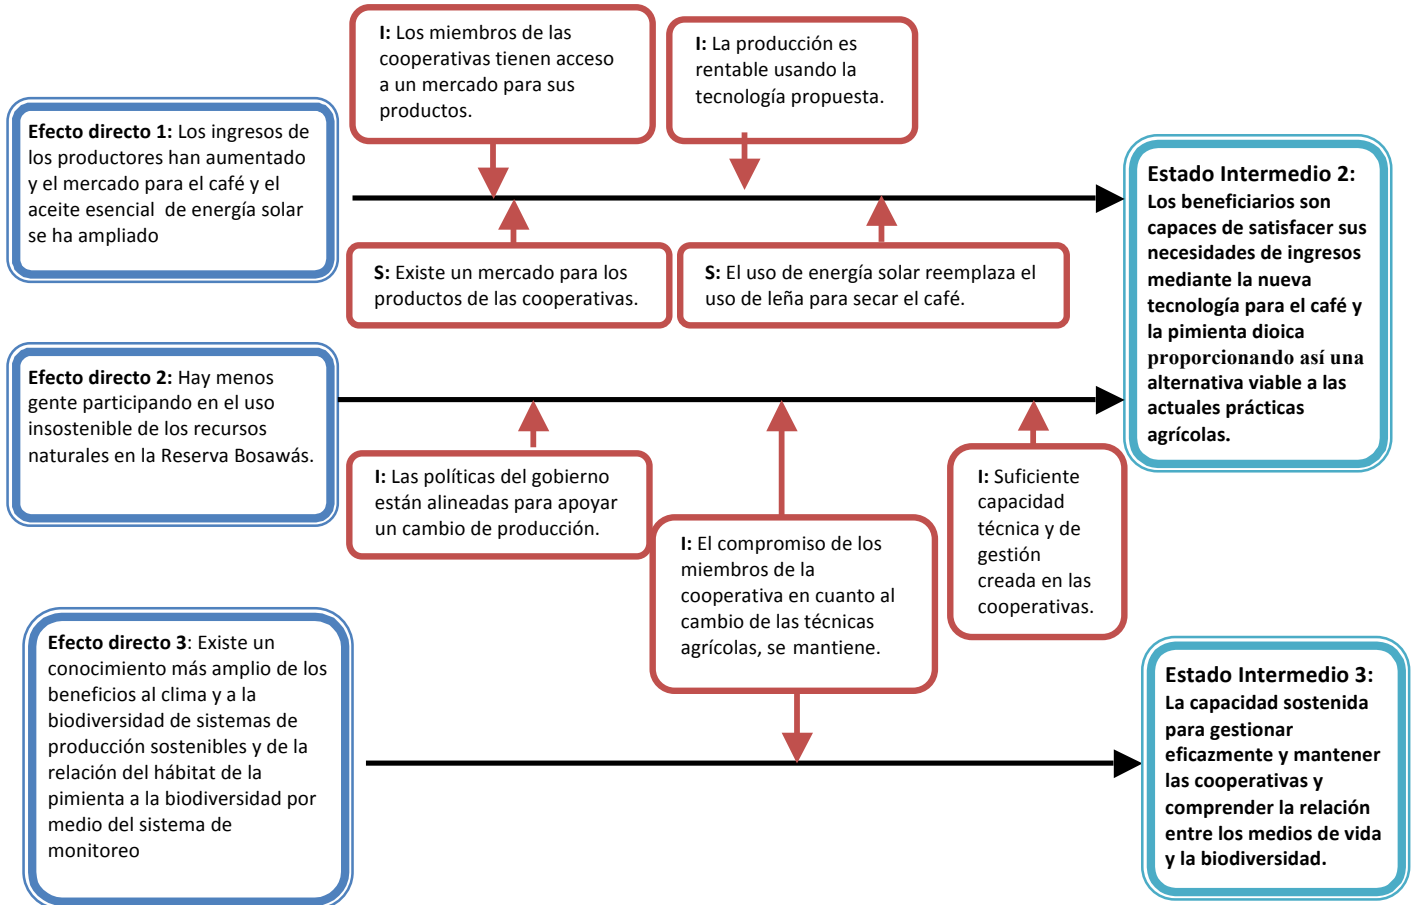 I: Los miembros de las
cooperativas tienen acceso
a un mercado para sus
productos.
I: La producción es
rentable usando la
tecnología propuesta.
Efecto directo 1: Los ingresos de
los productores han aumentado
y el mercado para el café y el
aceite esencial de energía solar
se ha ampliado
S: Existe un mercado para los
productos de las cooperativas.
S: El uso de energía solar reemplaza el
uso de leña para secar el café.
Estado Intermedio 2:
Los beneficiarios son
capaces de satisfacer sus
necesidades de ingresos
mediante la nueva
tecnología para el café y
la pimienta dioica
proporcionando así una
alternativa viable a las
actuales prácticas
agrícolas.
Efecto directo 2: Hay menos
gente participando en el uso
insostenible de los recursos
naturales en la Reserva Bosawás.
I: Las políticas del gobierno
están alineadas para apoyar
un cambio de producción.
I: El compromiso de los
miembros de la
cooperativa en cuanto al
cambio de las técnicas
agrícolas, se mantiene.
I: Suficiente
capacidad
técnica y de
gestión
creada en las
cooperativas.
Efecto directo 3: Existe un
conocimiento más amplio de los
beneficios al clima y a la
biodiversidad de sistemas de
producción sostenibles y de la
relación del hábitat de la
pimienta a la biodiversidad por
medio del sistema de
monitoreo
Estado Intermedio 3:
La capacidad sostenida
para gestionar
eficazmente y mantener
las cooperativas y
comprender la relación
entre los medios de vida
y la biodiversidad.